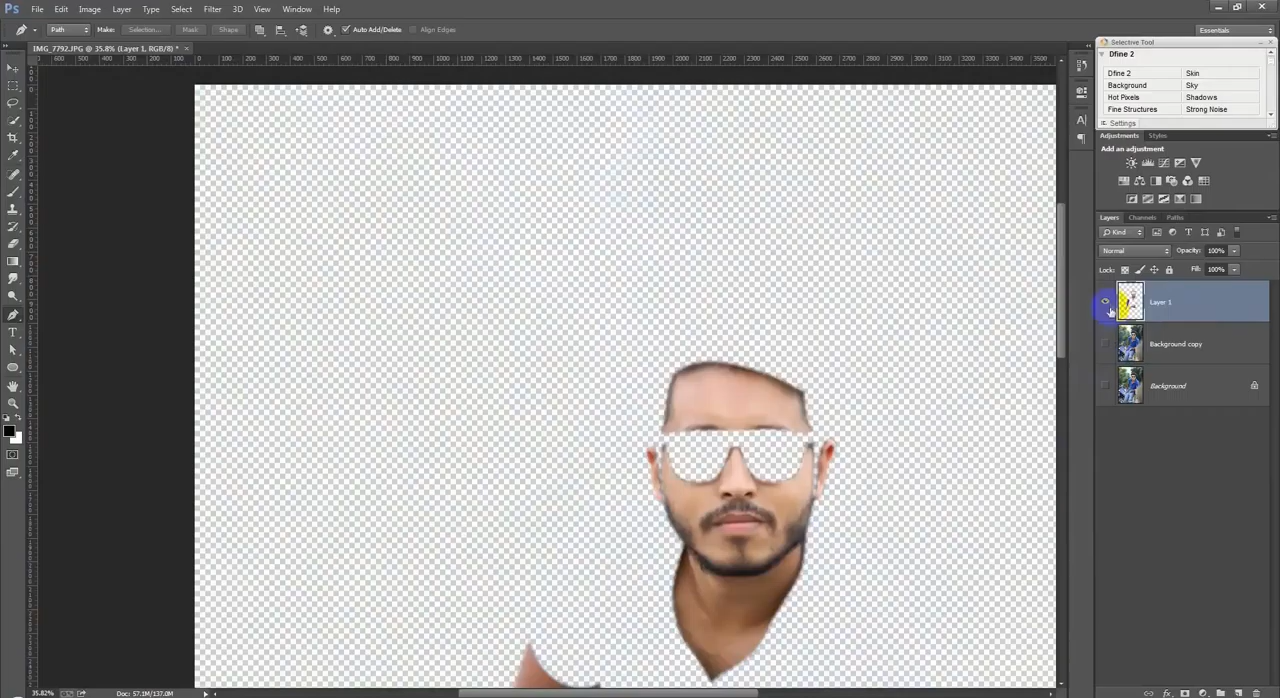 Ps File Edit Image Layer Type Select Filter 3D View Window Help
Path Make: Selection... Mask Shape Auto Add/Delete Align Edges Essentials
IMG_7792.JPG @ 35.8% (Layer 1, RGB/8) * ×
Selective Tool
Dfine 2
Dfine 2 Skin
Background Sky
Hot Pixels Shadows
Fine Structures Strong Noise
Settings
Adjustments Styles
Add an adjustment
Layers Channels Paths
Kind
Normal Opacity: 100%
Lock: Fill: 100%
Layer 1
Background copy
Background
35.82% Doc: 57.1M/137.0M